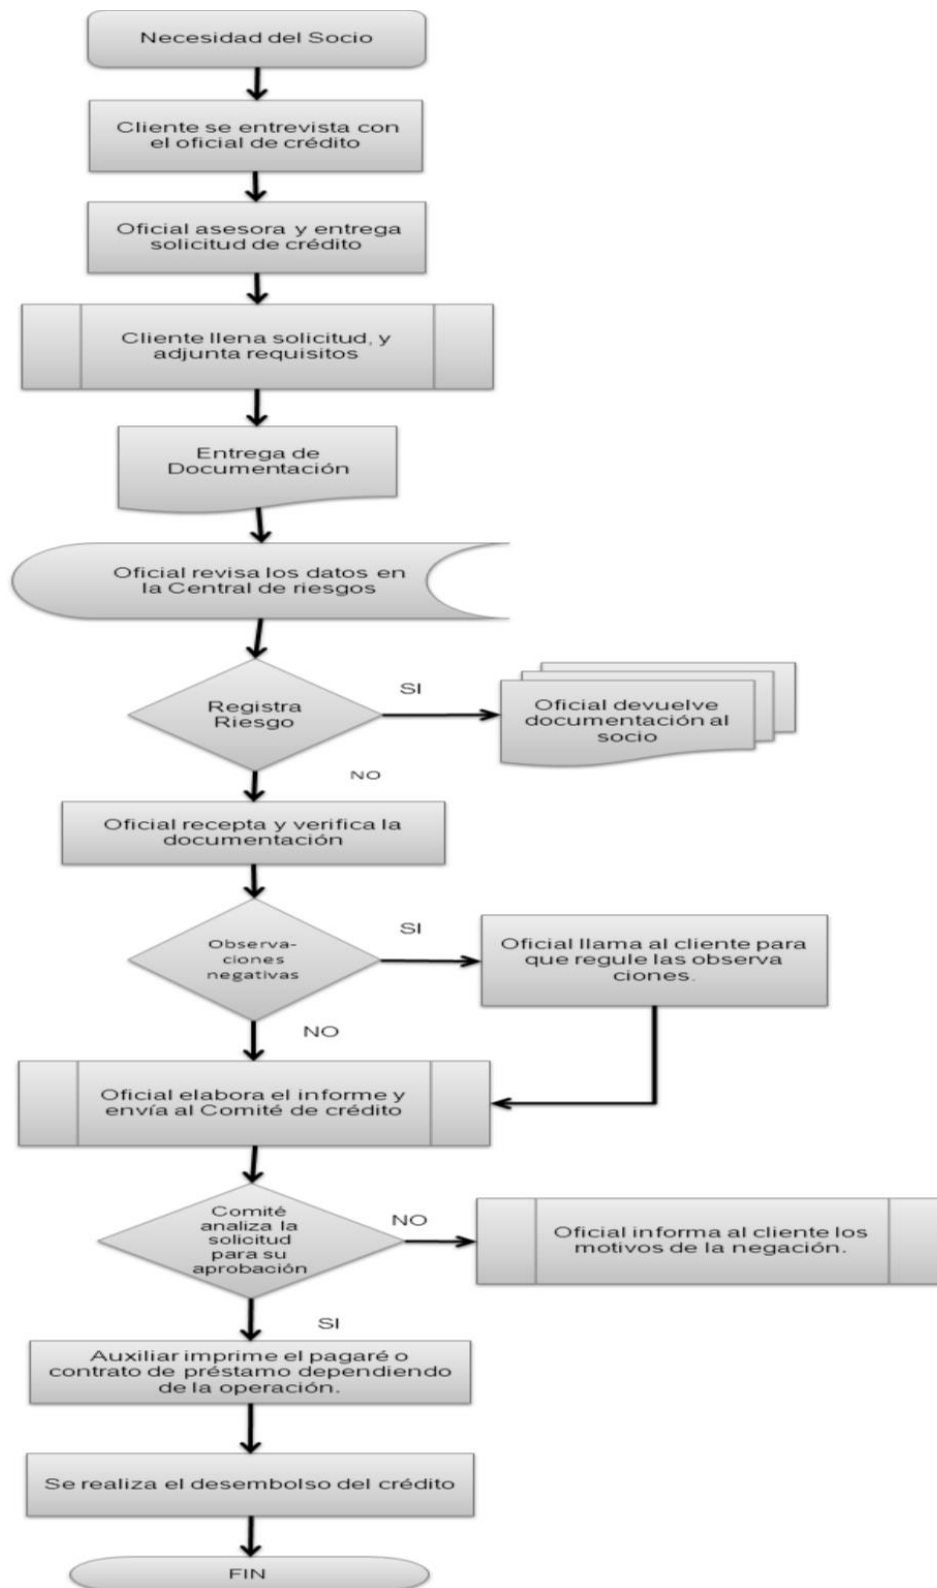 Necesidad del Socio
Cliente se entrevista con
el oficial de crédito
Oficial asesora y entrega
solicitud de crédito
Cliente llena solicitud, y
adjunta requisitos
Entrega de
Documentación
Oficial revisa los datos en
la Central de riesgos
Registra
Riesgo
SI
Oficial devuelve
documentación al
socio
NO
Oficial recepta y verifica la
documentación
Observa-
ciones
negativas
SI
Oficial llama al cliente para
que regule las observa
ciones.
NO
Oficial elabora el informe y
envía al Comité de crédito
Comité
analiza la
solicitud
para su
aprobación
NO
Oficial informa al cliente los
motivos de la negación.
SI
Auxiliar imprime el pagaré o
contrato de préstamo dependiendo
de la operación.
Se realiza el desembolso del crédito
FIN